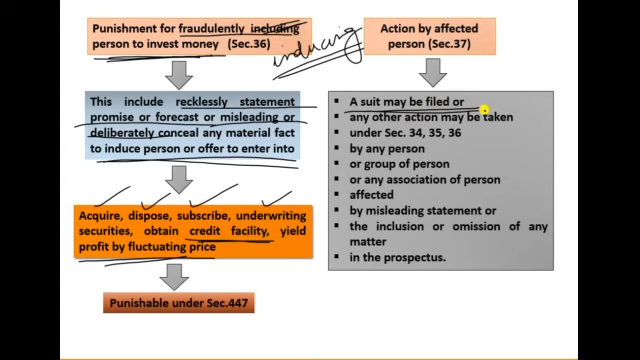 Punishment for fraudulently including
person to invest money (Sec.36)
inducing
This include recklessly statement
promise or forecast or misleading or
deliberately conceal any material fact
to induce person or offer to enter into
Acquire, dispose, subscribe, underwriting
securities, obtain credit facility, yield
profit by fluctuating price
Punishable under Sec.447
Action by affected
person (Sec.37)
▪ A suit may be filed or
▪ any other action may be taken
▪ under Sec. 34, 35, 36
▪ by any person
▪ or group of person
▪ or any association of person
▪ affected
▪ by misleading statement or
▪ the inclusion or omission of any
matter
▪ in the prospectus.